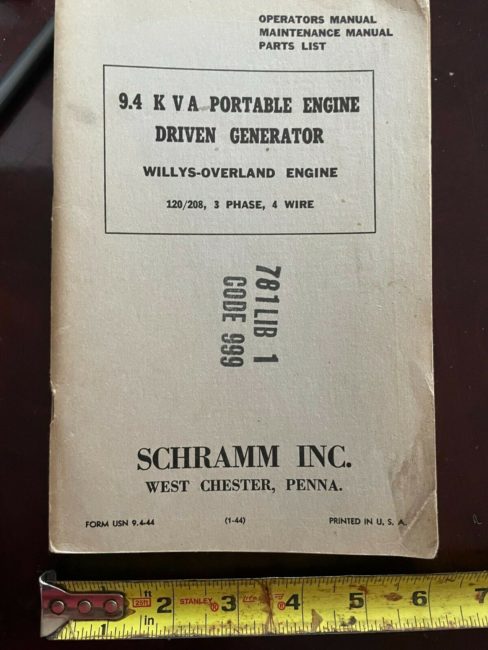 OPERATORS MANUAL
MAINTENANCE MANUAL
PARTS LIST
9.4 K V A PORTABLE ENGINE
DRIVEN GENERATOR
WILLYS-OVERLAND ENGINE
120/208, 3 PHASE, 4 WIRE
781LIB 1
CODE 999
SCHRAMM INC.
WEST CHESTER, PENNA.
FORM USN 9.4-44 (1-44) PRINTED IN U. S. A.
ft 2 STANLEY® 3 4 5 6 7
1